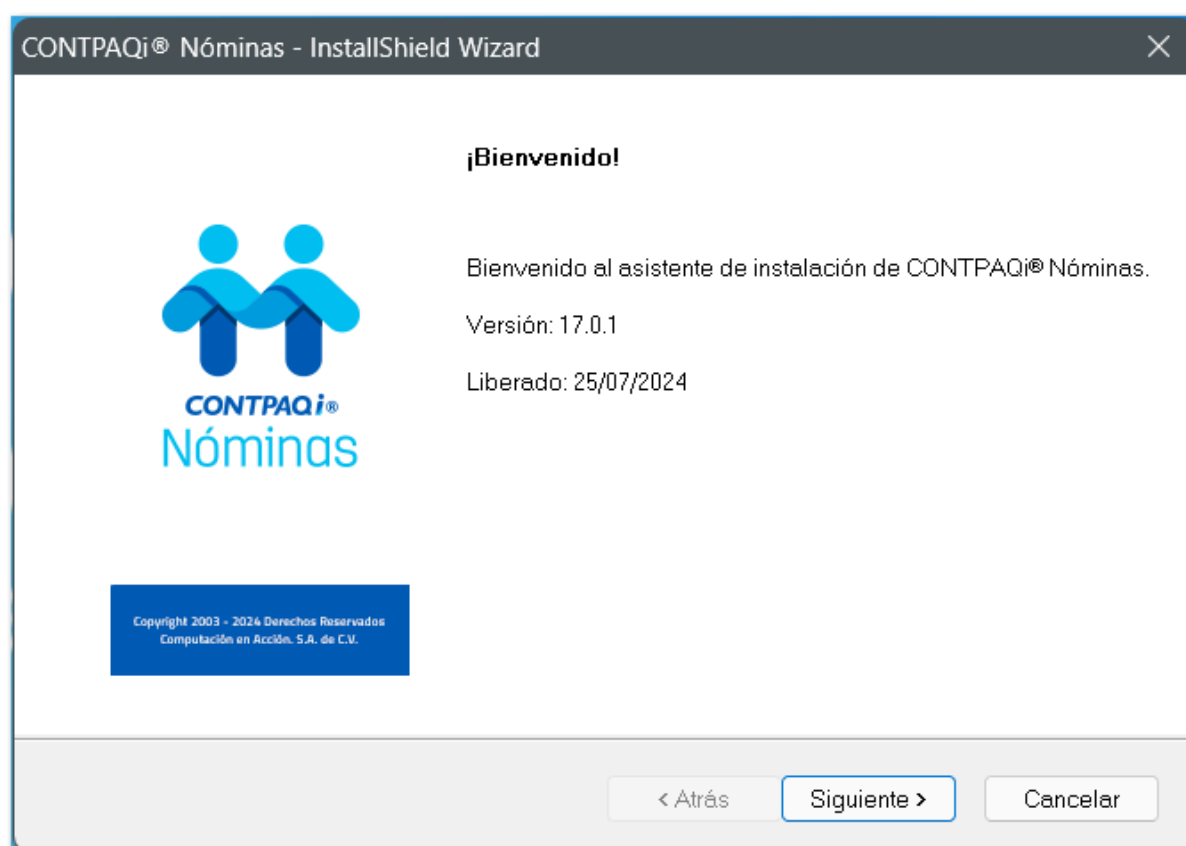 CONTPAQi® Nóminas - InstallShield Wizard
¡Bienvenido!
Bienvenido al asistente de instalación de CONTPAQi® Nóminas.
Versión: 17.0.1
Liberado: 25/07/2024
CONTPAQi®
Nóminas
Copyright 2003 - 2024 Derechos Reservados
Computación en Acción. S.A. de C.V.
< Atrás
Siguiente >
Cancelar